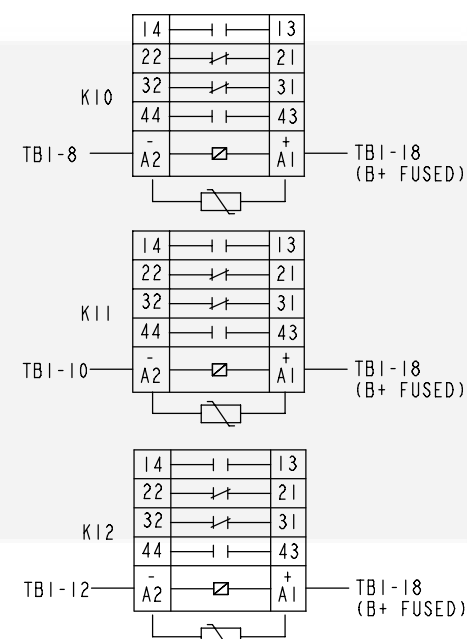 14 13
22 21
32 31
K10
44 43
- +
TB1-8 A2 A1 TB1-18
(B+ FUSED)
14 13
22 21
32 31
K11
44 43
- +
TB1-10 A2 A1 TB1-18
(B+ FUSED)
14 13
22 21
32 31
K12
44 43
- +
TB1-12 A2 A1 TB1-18
(B+ FUSED)